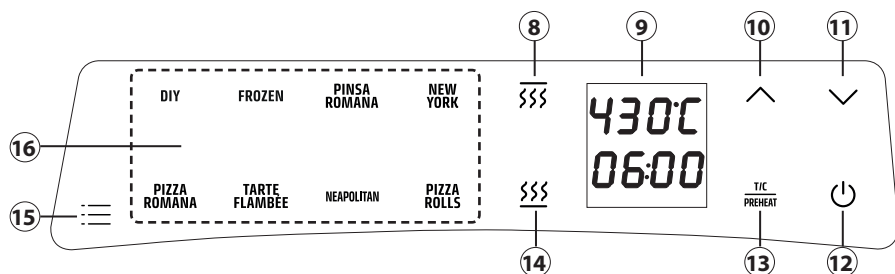 8
9
10
11
DIY
FROZEN
PINSA
ROMANA
NEW
YORK
430°C
06:00
16
PIZZA
ROMANA
TARTE
FLAMBÈE
NEAPOLITAN
PIZZA
ROLLS
T/C
PREHEAT
15
14
13
12